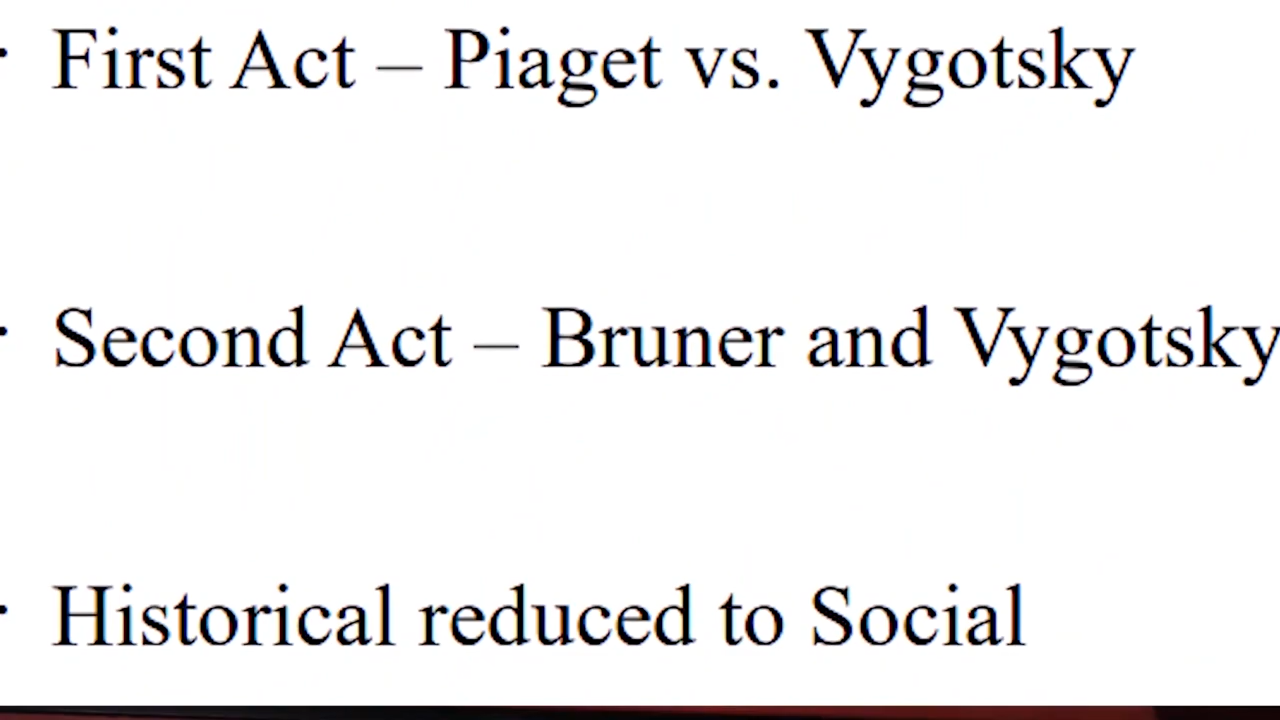 · First Act – Piaget vs. Vygotsky
· Second Act – Bruner and Vygotsky
· Historical reduced to Social